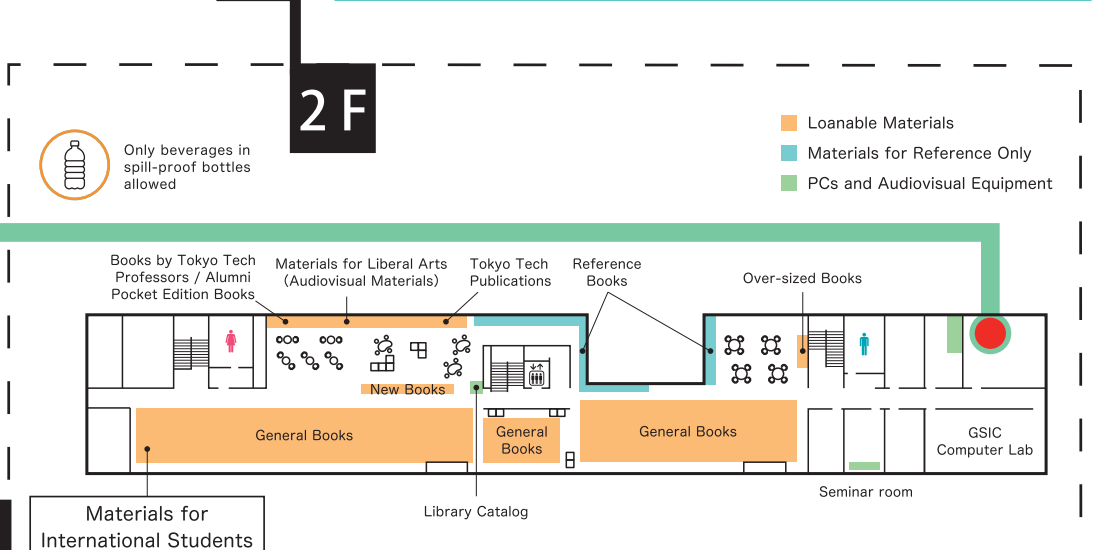 2 F
Only beverages in
spill-proof bottles
allowed
Loanable Materials
Materials for Reference Only
PCs and Audiovisual Equipment
Books by Tokyo Tech
Professors / Alumni
Pocket Edition Books
Materials for Liberal Arts
(Audiovisual Materials)
Tokyo Tech
Publications
Reference
Books
Over-sized Books
New Books
General Books
General
Books
General Books
GSIC
Computer Lab
Seminar room
Library Catalog
Materials for
International Students